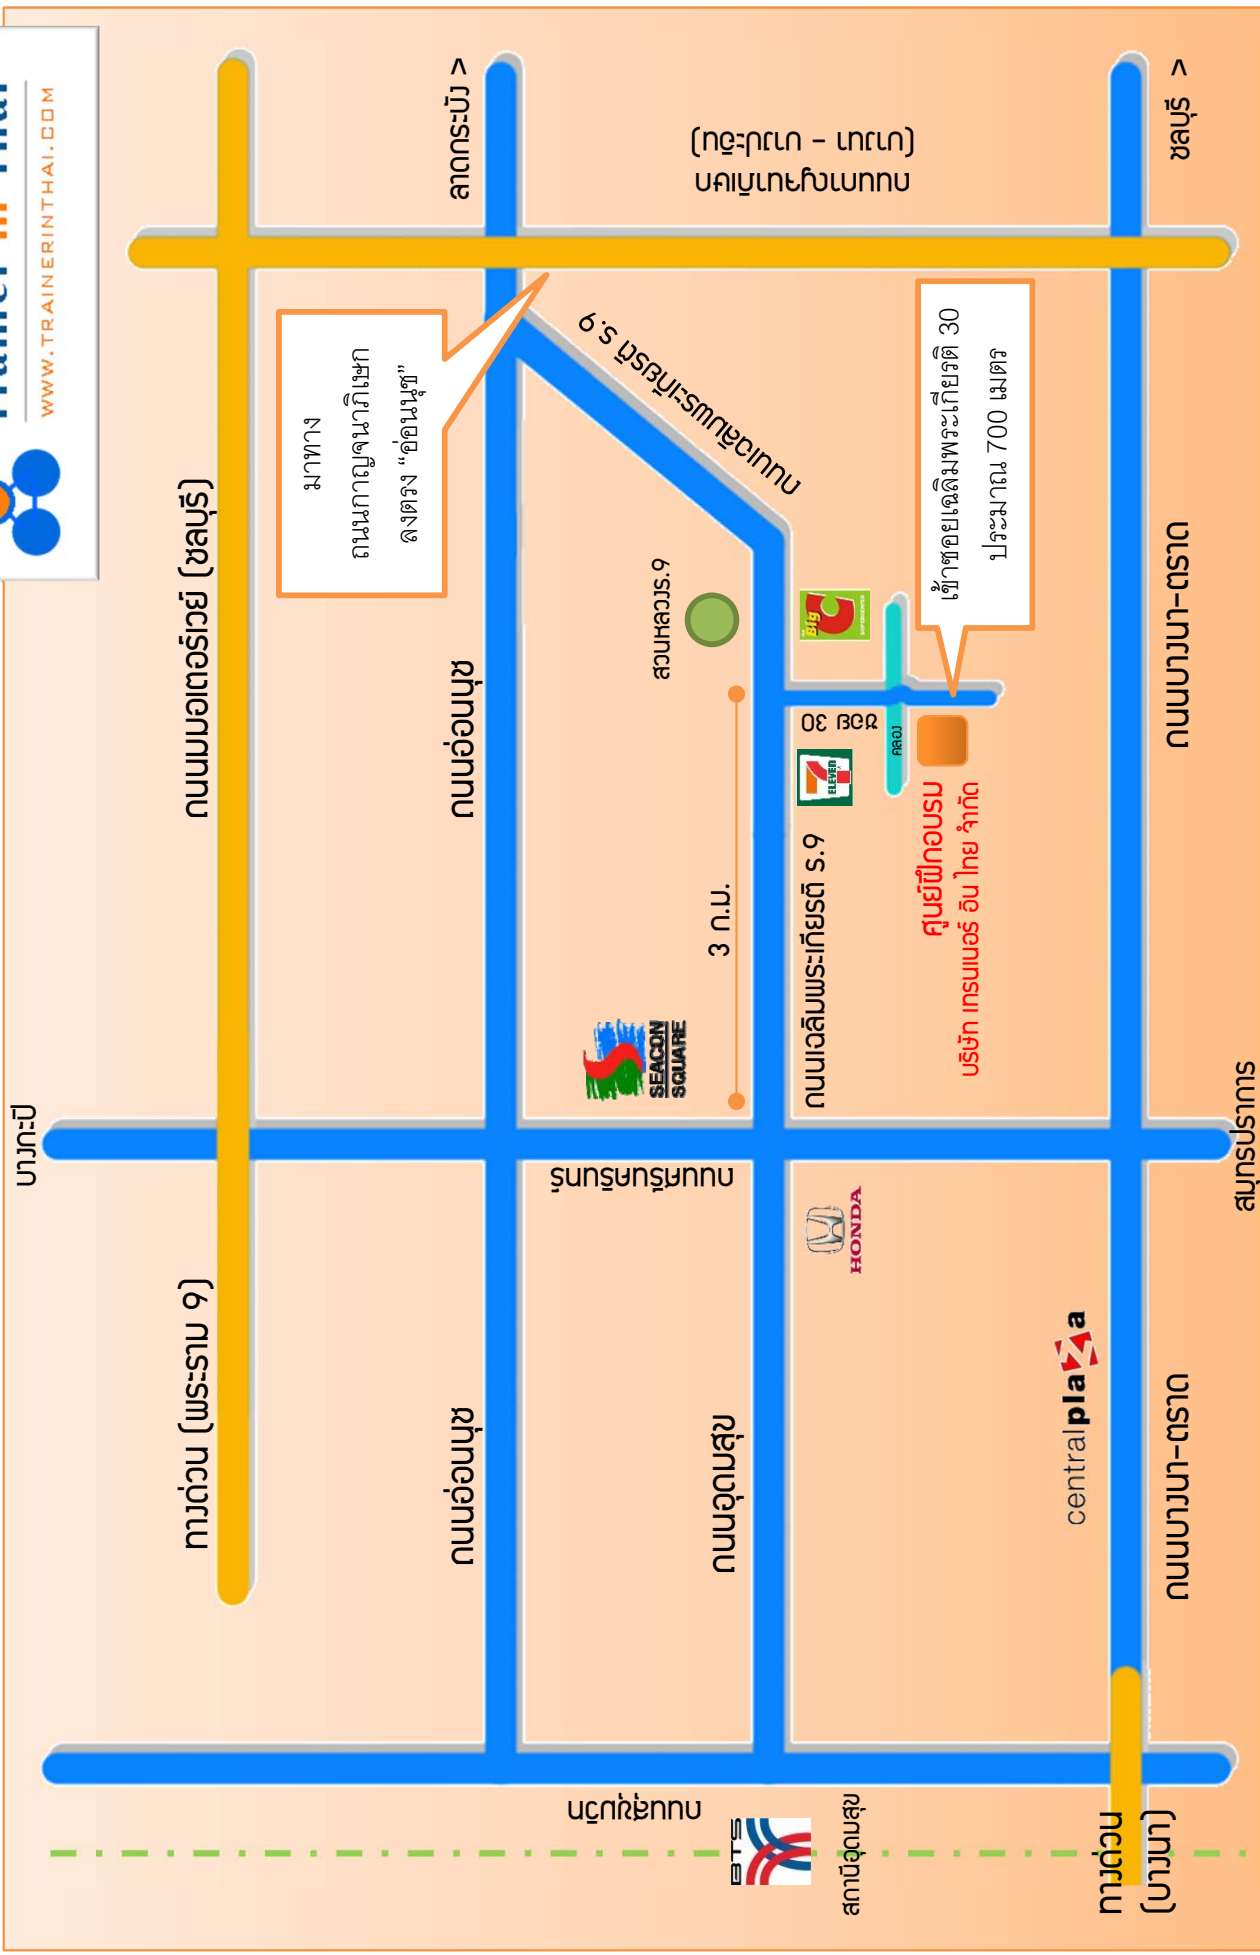 Trainer in Thai
WWW.TRAINERINTHAI.COM
บางกะปิ
ทางด่วน (พระราม 9)
ถนนมอเตอร์เวย์ (ชลบุรี)
มาทาง
ถนนกาญจนาภิเษก
ลงตรง “อ่อนนุช”
ถนนอ่อนนุช
ถนนอ่อนนุช
ลาดกระบัง >
ถนนกาญจนาภิเษก
(บางนา - บางปะอิน)
ถนนเฉลิมพระเกียรติ ร.9
ถนนสุขุมวิท
ถนนศรีนครินทร์
SEACON
SQUARE
สวนหลวงร.9
3 ก.ม.
ถนนอุดมสุข
BTS
สถานีอุดมสุข
HONDA
ถนนเฉลิมพระเกียรติ ร.9
7
ELEVEN
ซอย 30
Big C
SUPERCENTER
คลอง
ศูนย์ฝึกอบรม
บริษัท เทรนเนอร์ อิน ไทย จำกัด
เข้าซอยเฉลิมพระเกียรติ 30
ประมาณ 700 เมตร
centralplaza
ทางด่วน
(บางนา)
ถนนบางนา-ตราด
ถนนบางนา-ตราด
ชลบุรี >
สมุทรปราการ